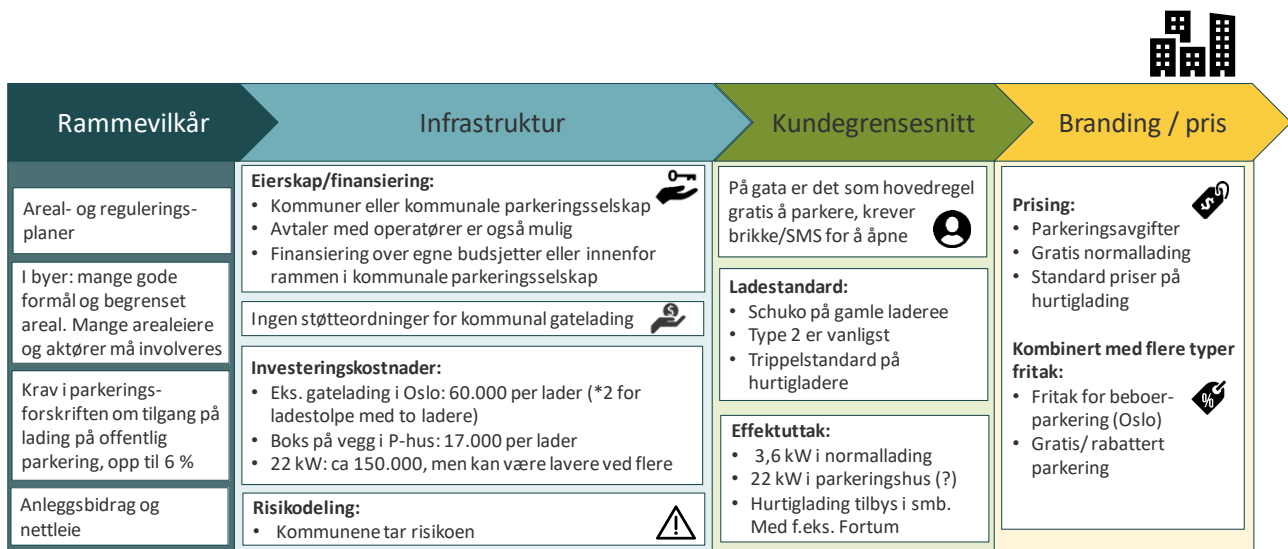 Rammevilkår
Infrastruktur
Kundegrensesnitt
Branding / pris
Areal- og regulerings-
planer
I byer: mange gode
formål og begrenset
areal. Mange arealeiere
og aktører må involveres
Krav i parkerings-
forskriften om tilgang på
lading på offentlig
parkering, opp til 6 %
Anleggsbidrag og
nettleie
Eierskap/finansiering:
• Kommuner eller kommunale parkeringsselskap
• Avtaler med operatører er også mulig
• Finansiering over egne budsjetter eller innenfor
rammen i kommunale parkeringsselskap
Ingen støtteordninger for kommunal gatelading
Investeringskostnader:
• Eks. gatelading i Oslo: 60.000 per lader (*2 for
ladestolpe med to ladere)
• Boks på vegg i P-hus: 17.000 per lader
• 22 kW: ca 150.000, men kan være lavere ved flere
Risikodeling:
• Kommunene tar risikoen
På gata er det som hovedregel
gratis å parkere, krever
brikke/SMS for å åpne
Ladestandard:
• Schuko på gamle laderee
• Type 2 er vanligst
• Trippelstandard på
hurtigladere
Effektuttak:
• 3,6 kW i normallading
• 22 kW i parkeringshus (?)
• Hurtiglading tilbys i smb.
Med f.eks. Fortum
Prising:
• Parkeringsavgifter
• Gratis normallading
• Standard priser på
hurtiglading
Kombinert med flere typer
fritak:
• Fritak for beboer-
parkering (Oslo)
• Gratis/ rabattert
parkering